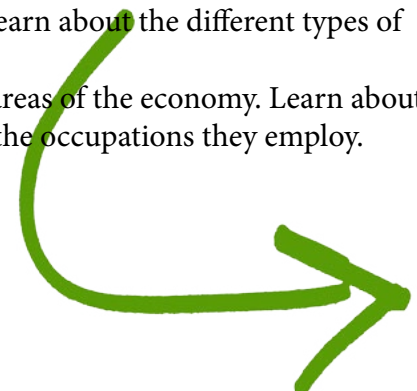 earn about the different types of
areas of the economy. Learn about
the occupations they employ.